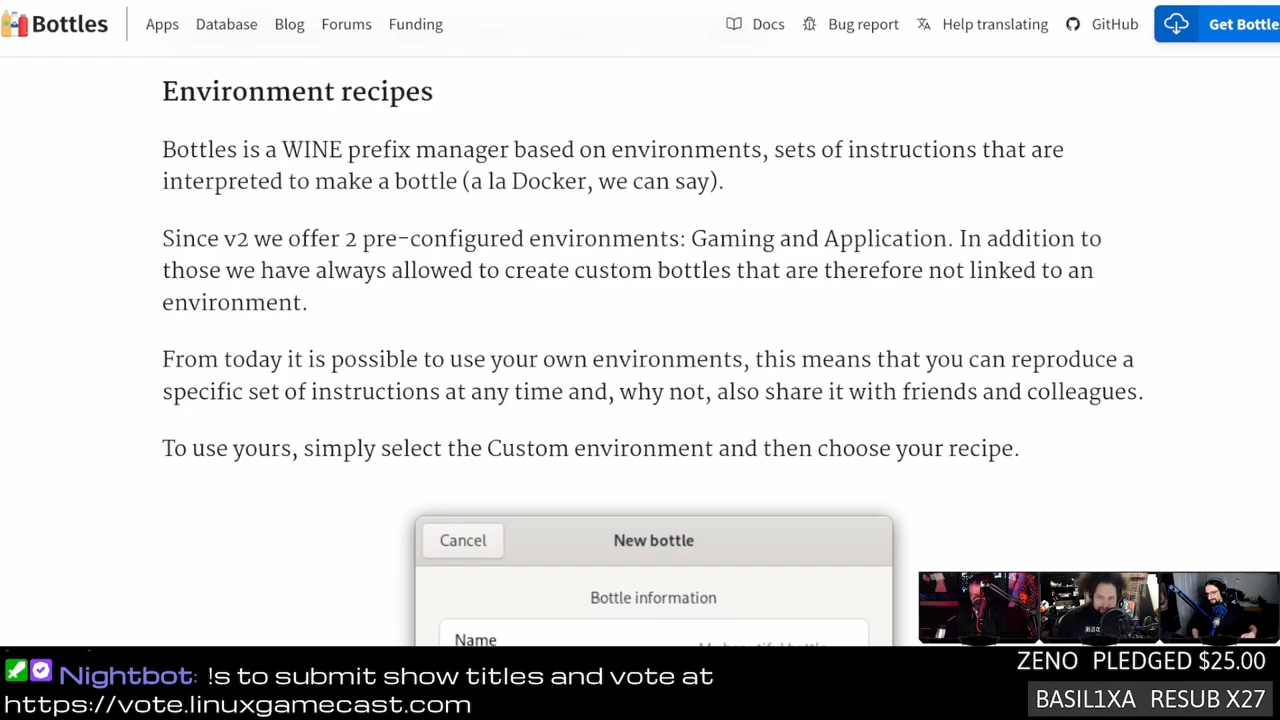 Bottles Apps Database Blog Forums Funding Docs Bug report Help translating GitHub Get Bottle
Environment recipes
Bottles is a WINE prefix manager based on environments, sets of instructions that are
interpreted to make a bottle (a la Docker, we can say).
Since v2 we offer 2 pre-configured environments: Gaming and Application. In addition to
those we have always allowed to create custom bottles that are therefore not linked to an
environment.
From today it is possible to use your own environments, this means that you can reproduce a
specific set of instructions at any time and, why not, also share it with friends and colleagues.
To use yours, simply select the Custom environment and then choose your recipe.
Cancel New bottle
Bottle information
Name
Nightbot: !s to submit show titles and vote at
https://vote.linuxgamecast.com
ZENO PLEDGED $25.00
BASIL1XA RESUB X27